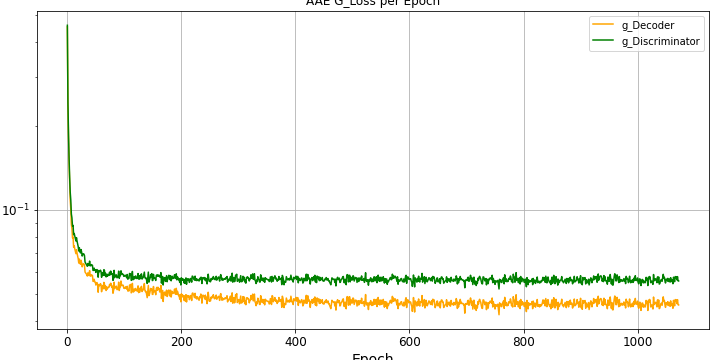 AAE G_Loss per Epoch
g_Decoder
g_Discriminator
10⁻¹
0 200 400 600 800 1000
Epoch